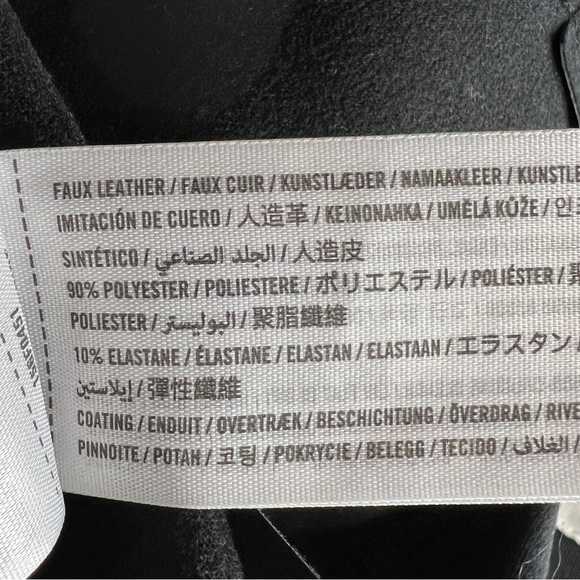 FAUX LEATHER / FAUX CUIR / KUNSTLÆDER / NAMAAKLEER / KUNSTLE
IMITACIÓN DE CUERO / 人造革 / KEINONAHKA / UMĚLÁ KŮŽE / 인
SINTÉTICO / الجلد الصناعي / 人造皮
90% POLYESTER / POLIESTERE / ポリエステル / POLIÉSTER /
POLIESTER / البوليستر / 聚脂纖維
10% ELASTANE / ÉLASTANE / ELASTAN / ELASTAAN / エラスタン /
إيلاستين / 彈性纖維
COATING / ENDUIT / OVERTRÆK / BESCHICHTUNG / ÖVERDRAG / RIVE
PINNOITE / POTAH / 코팅 / POKRYCIE / BELEGG / TECIDO / الغلاف /